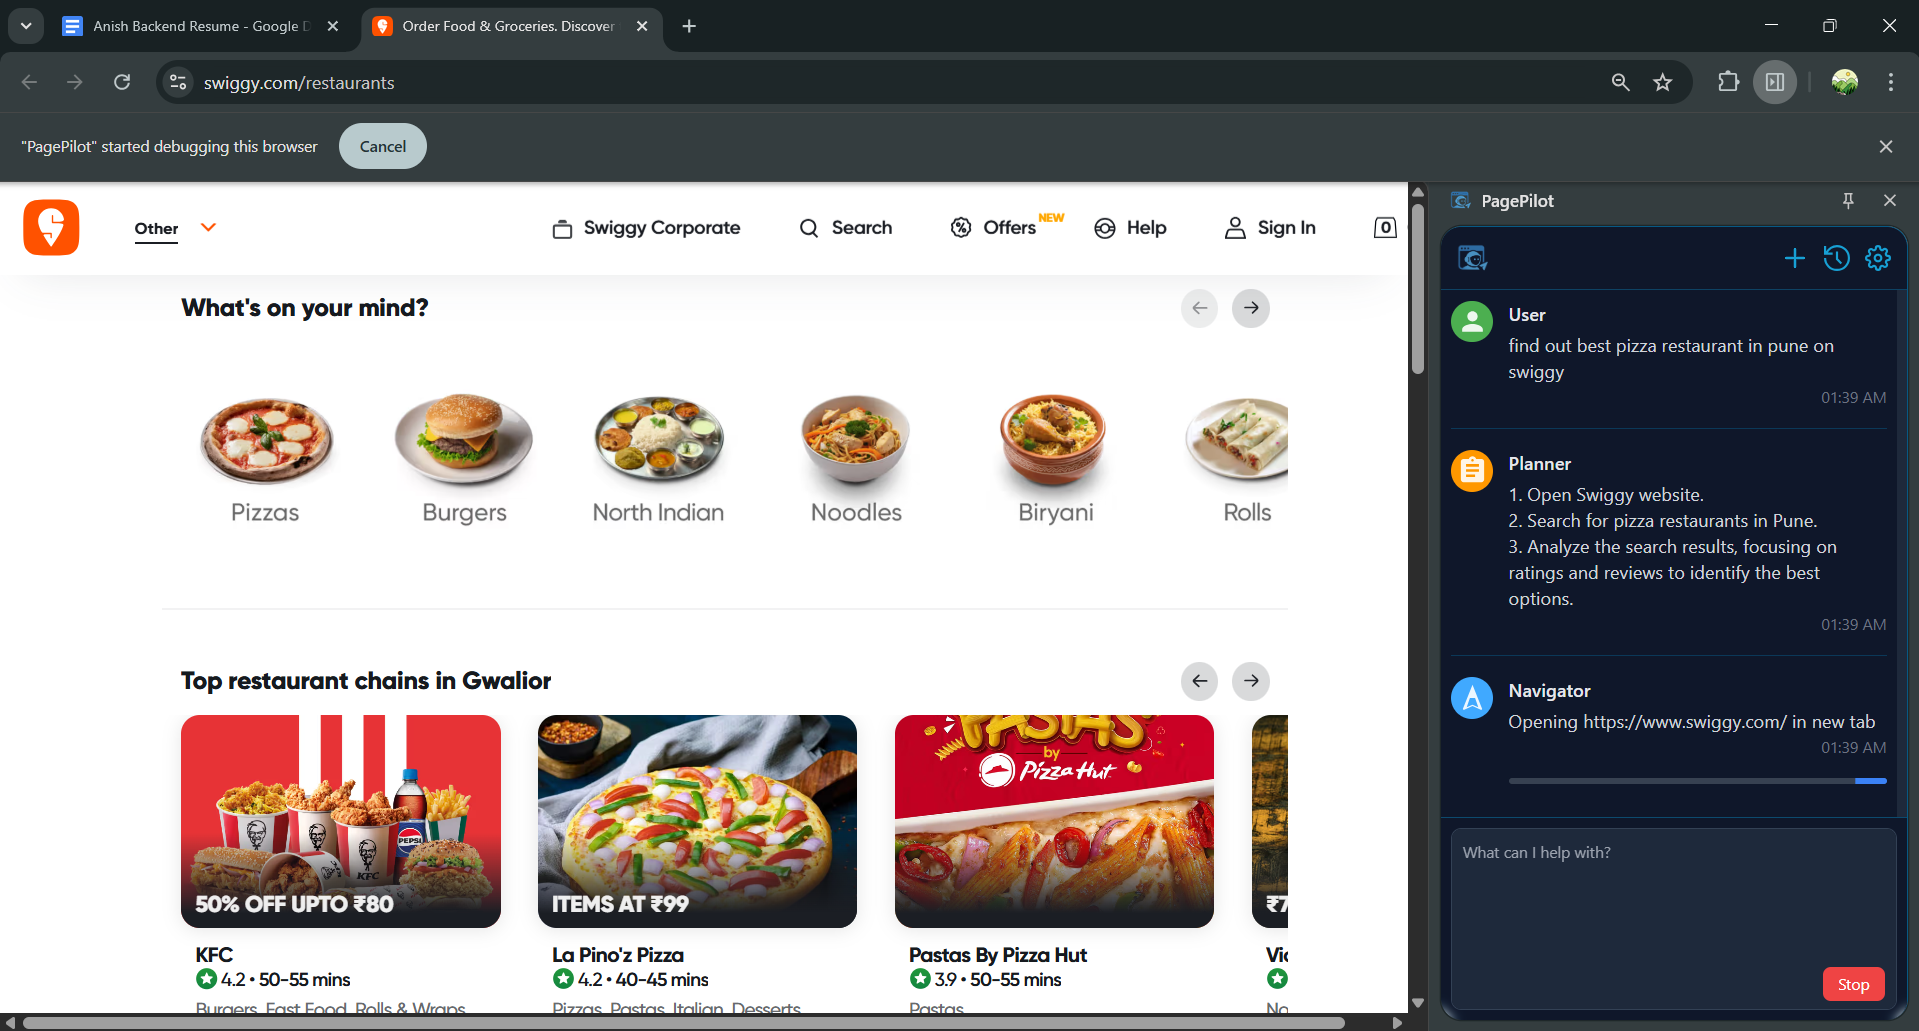 Anish Backend Resume - Google D
Order Food & Groceries. Discover
swiggy.com/restaurants
"PagePilot" started debugging this browser
Cancel
Other
Swiggy Corporate
Search
Offers
NEW
Help
Sign In
0
What's on your mind?
Pizzas
Burgers
North Indian
Noodles
Biryani
Rolls
Top restaurant chains in Gwalior
KFC
PEPSI
50% OFF UPTO ₹80
ITEMS AT ₹99
PASTAS
by
Pizza Hut
₹7
KFC
4.2 • 50-55 mins
Burgers, Fast Food, Rolls & Wraps
La Pino'z Pizza
4.2 • 40-45 mins
Pizzas, Pastas, Italian, Desserts
Pastas By Pizza Hut
3.9 • 50-55 mins
Pastas
No
PagePilot
User
find out best pizza restaurant in pune on
swiggy
01:39 AM
Planner
1. Open Swiggy website.
2. Search for pizza restaurants in Pune.
3. Analyze the search results, focusing on
ratings and reviews to identify the best
options.
01:39 AM
Navigator
Opening https://www.swiggy.com/ in new tab
01:39 AM
What can I help with?
Stop